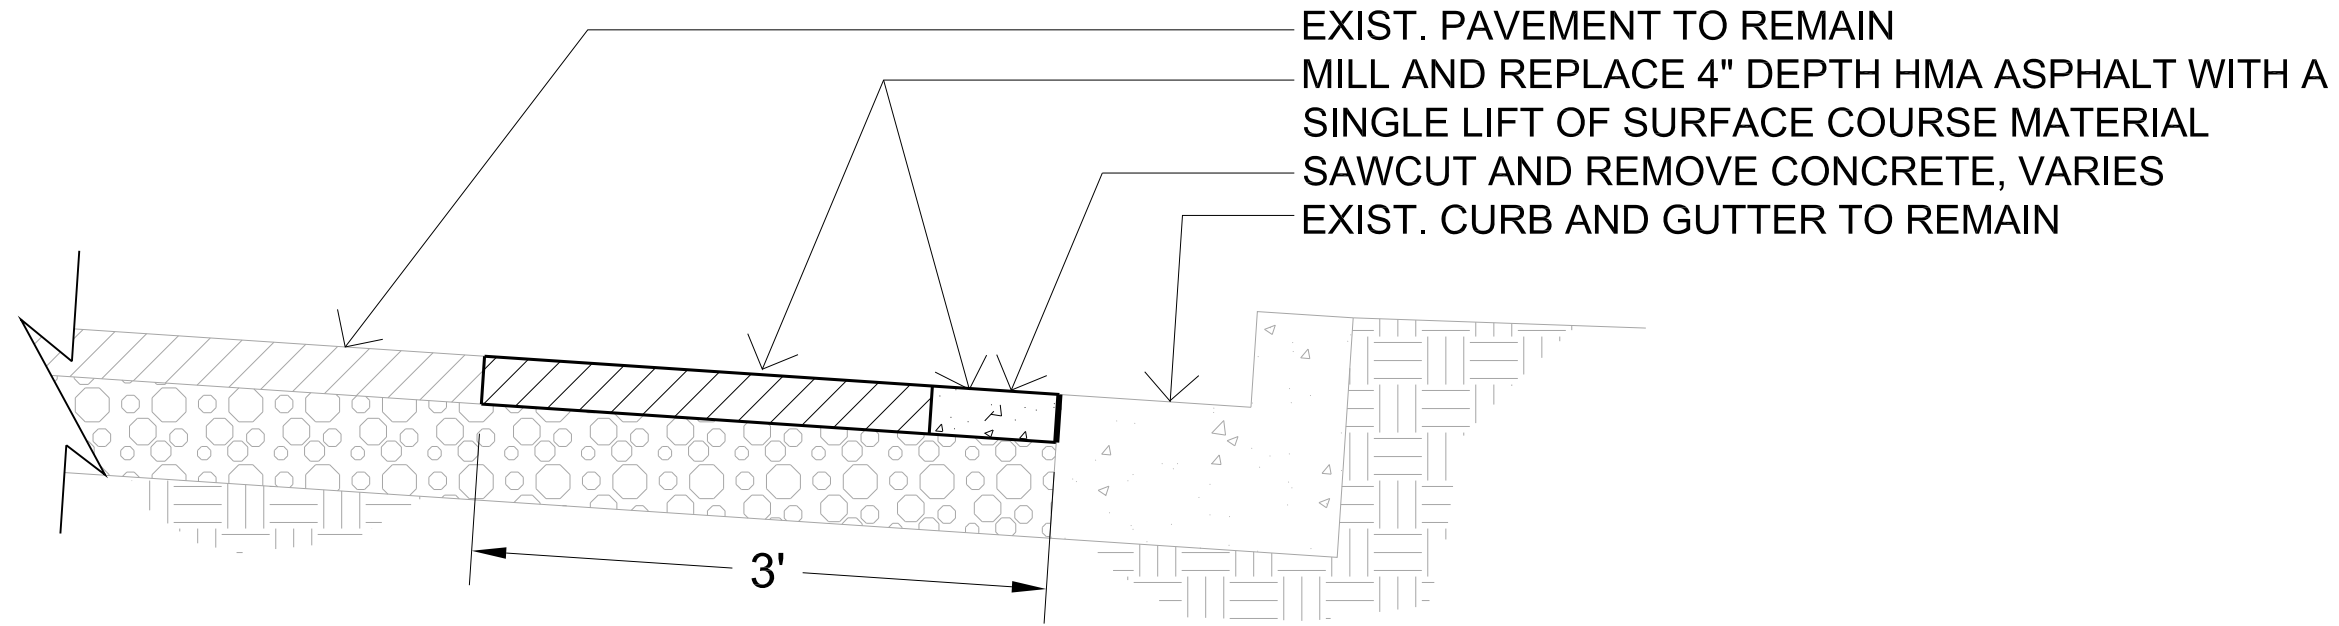 EXIST. PAVEMENT TO REMAIN
MILL AND REPLACE 4" DEPTH HMA ASPHALT WITH A
SINGLE LIFT OF SURFACE COURSE MATERIAL
SAWCUT AND REMOVE CONCRETE, VARIES
EXIST. CURB AND GUTTER TO REMAIN
3'